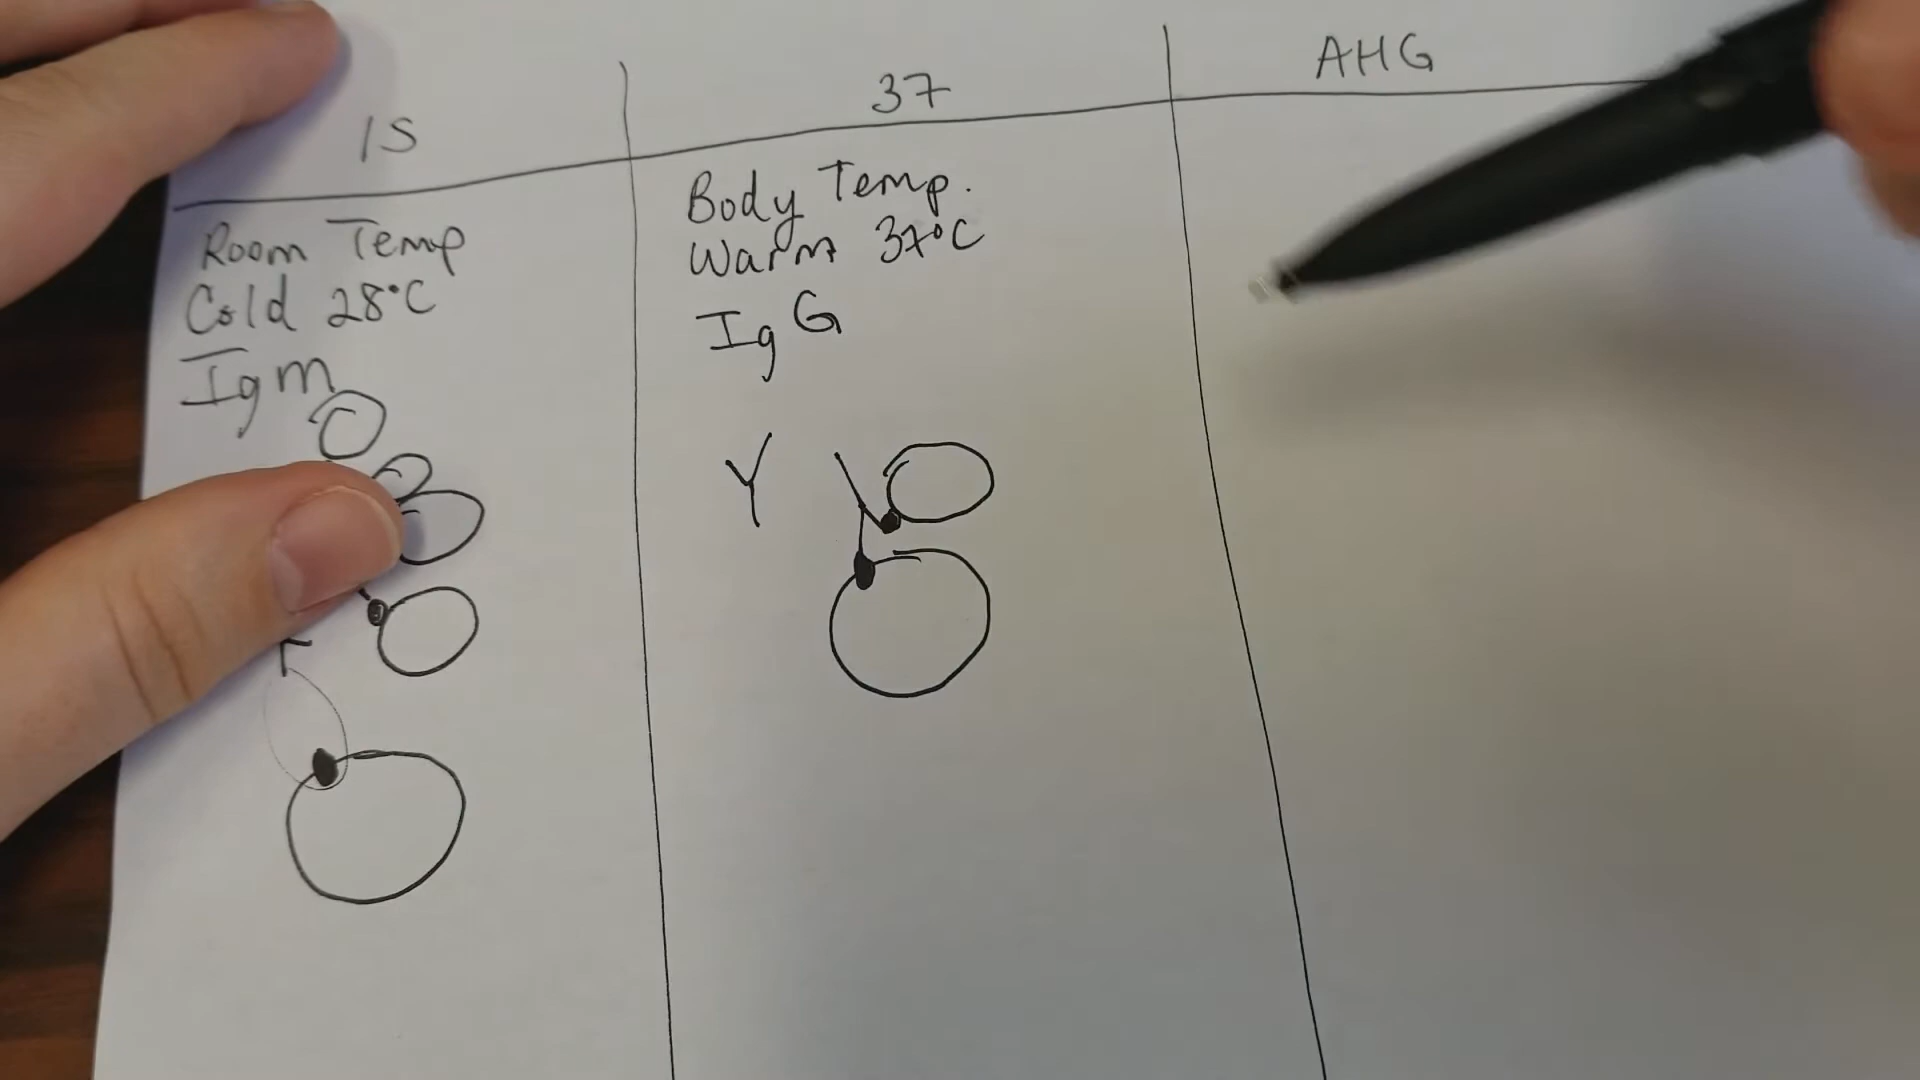 IS
37
AHG
Room Temp
Cold 28°C
IgM
Body Temp.
Warm 37°C
IgG